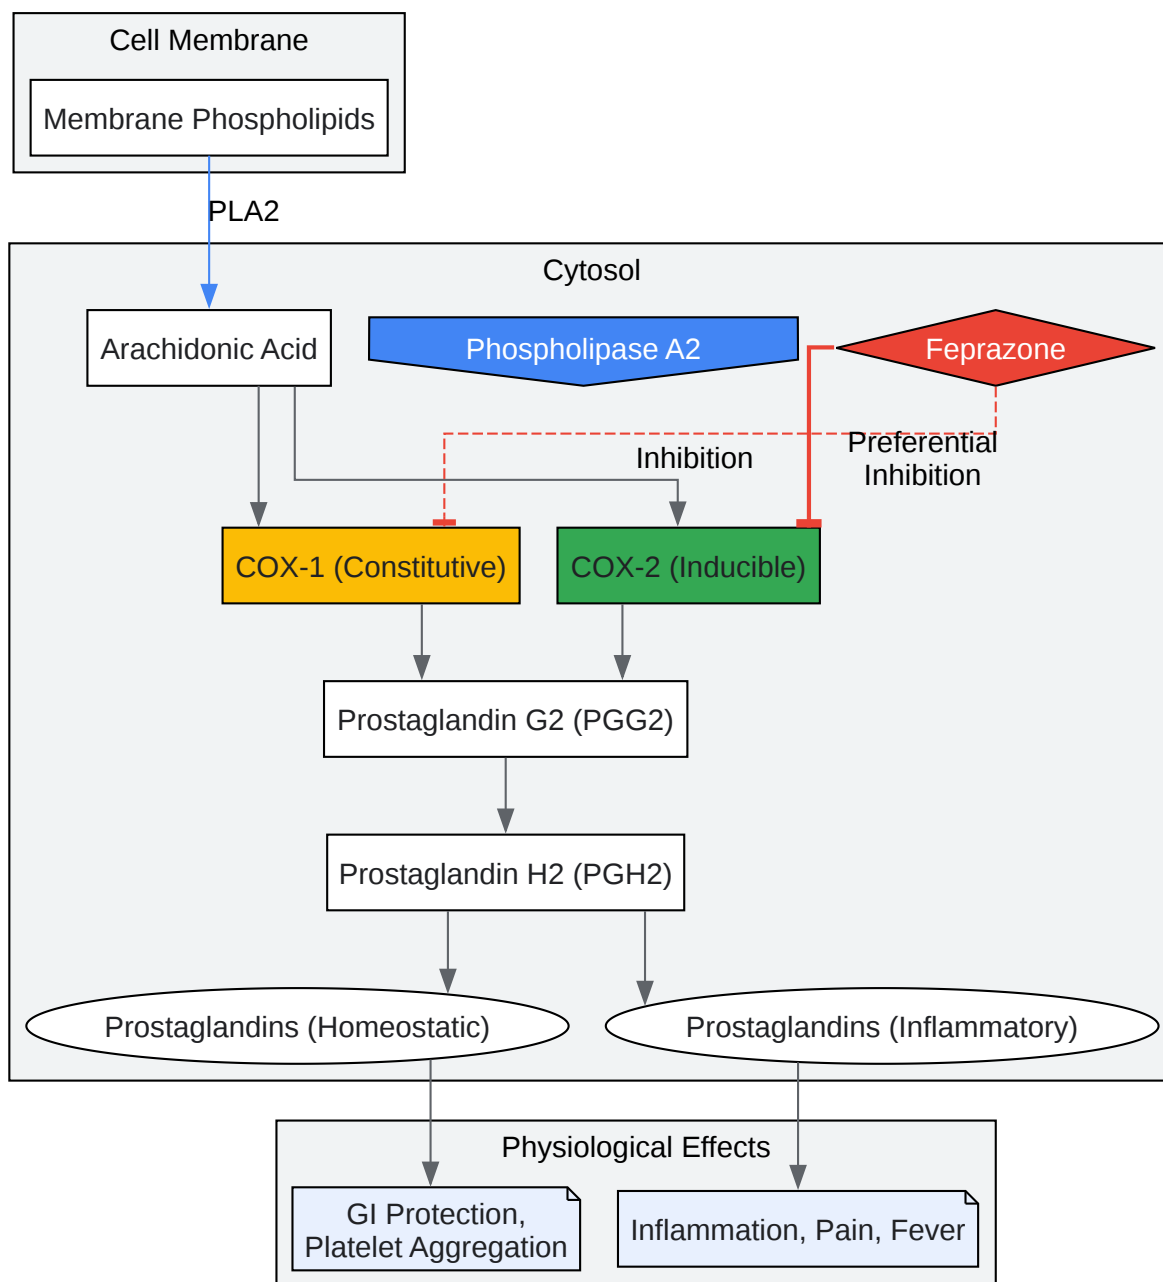 Cell Membrane
Membrane Phospholipids
PLA2
Cytosol
Arachidonic Acid
Phospholipase A2
Feprazone
Inhibition
Preferential
Inhibition
COX-1 (Constitutive)
COX-2 (Inducible)
Prostaglandin G2 (PGG2)
Prostaglandin H2 (PGH2)
Prostaglandins (Homeostatic)
Prostaglandins (Inflammatory)
Physiological Effects
GI Protection,
Platelet Aggregation
Inflammation, Pain, Fever